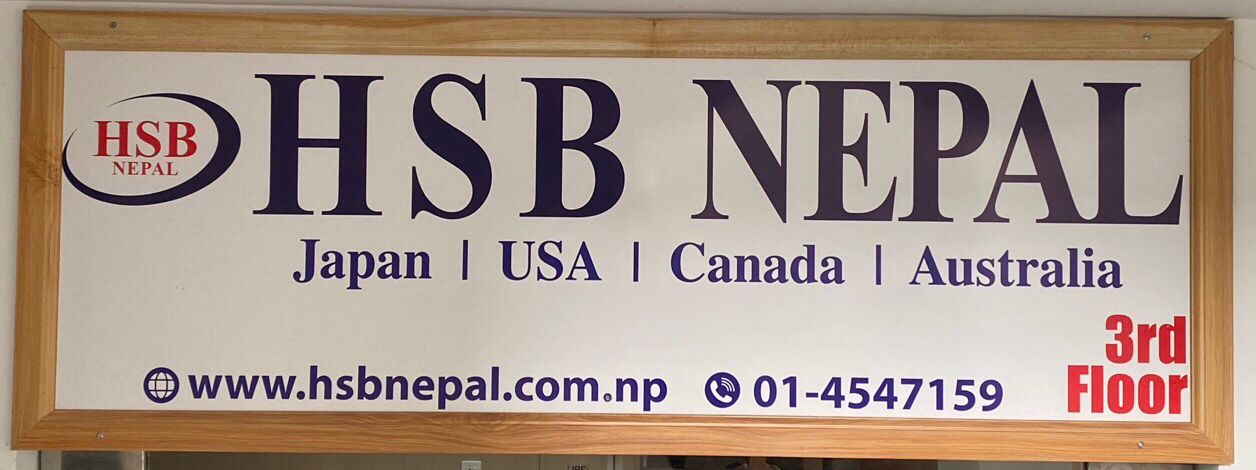 HSB
NEPAL
HSB NEPAL
Japan | USA | Canada | Australia
3rd
Floor
www.hsbnepal.com.np 01-4547159